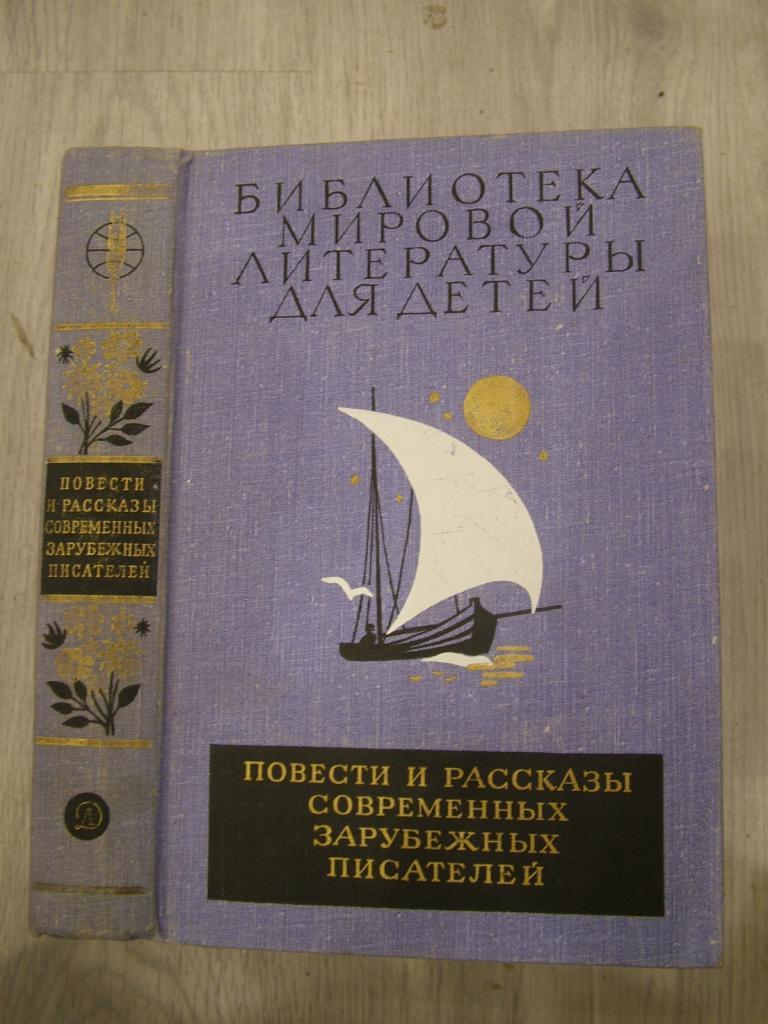 БИБЛИОТЕКА
МИРОВОЙ
ЛИТЕРАТУРЫ
ДЛЯ ДЕТЕЙ
ПОВЕСТИ И РАССКАЗЫ
СОВРЕМЕННЫХ
ЗАРУБЕЖНЫХ
ПИСАТЕЛЕЙ
ПОВЕСТИ
И РАССКАЗЫ
СОВРЕМЕННЫХ
ЗАРУБЕЖНЫХ
ПИСАТЕЛЕЙ